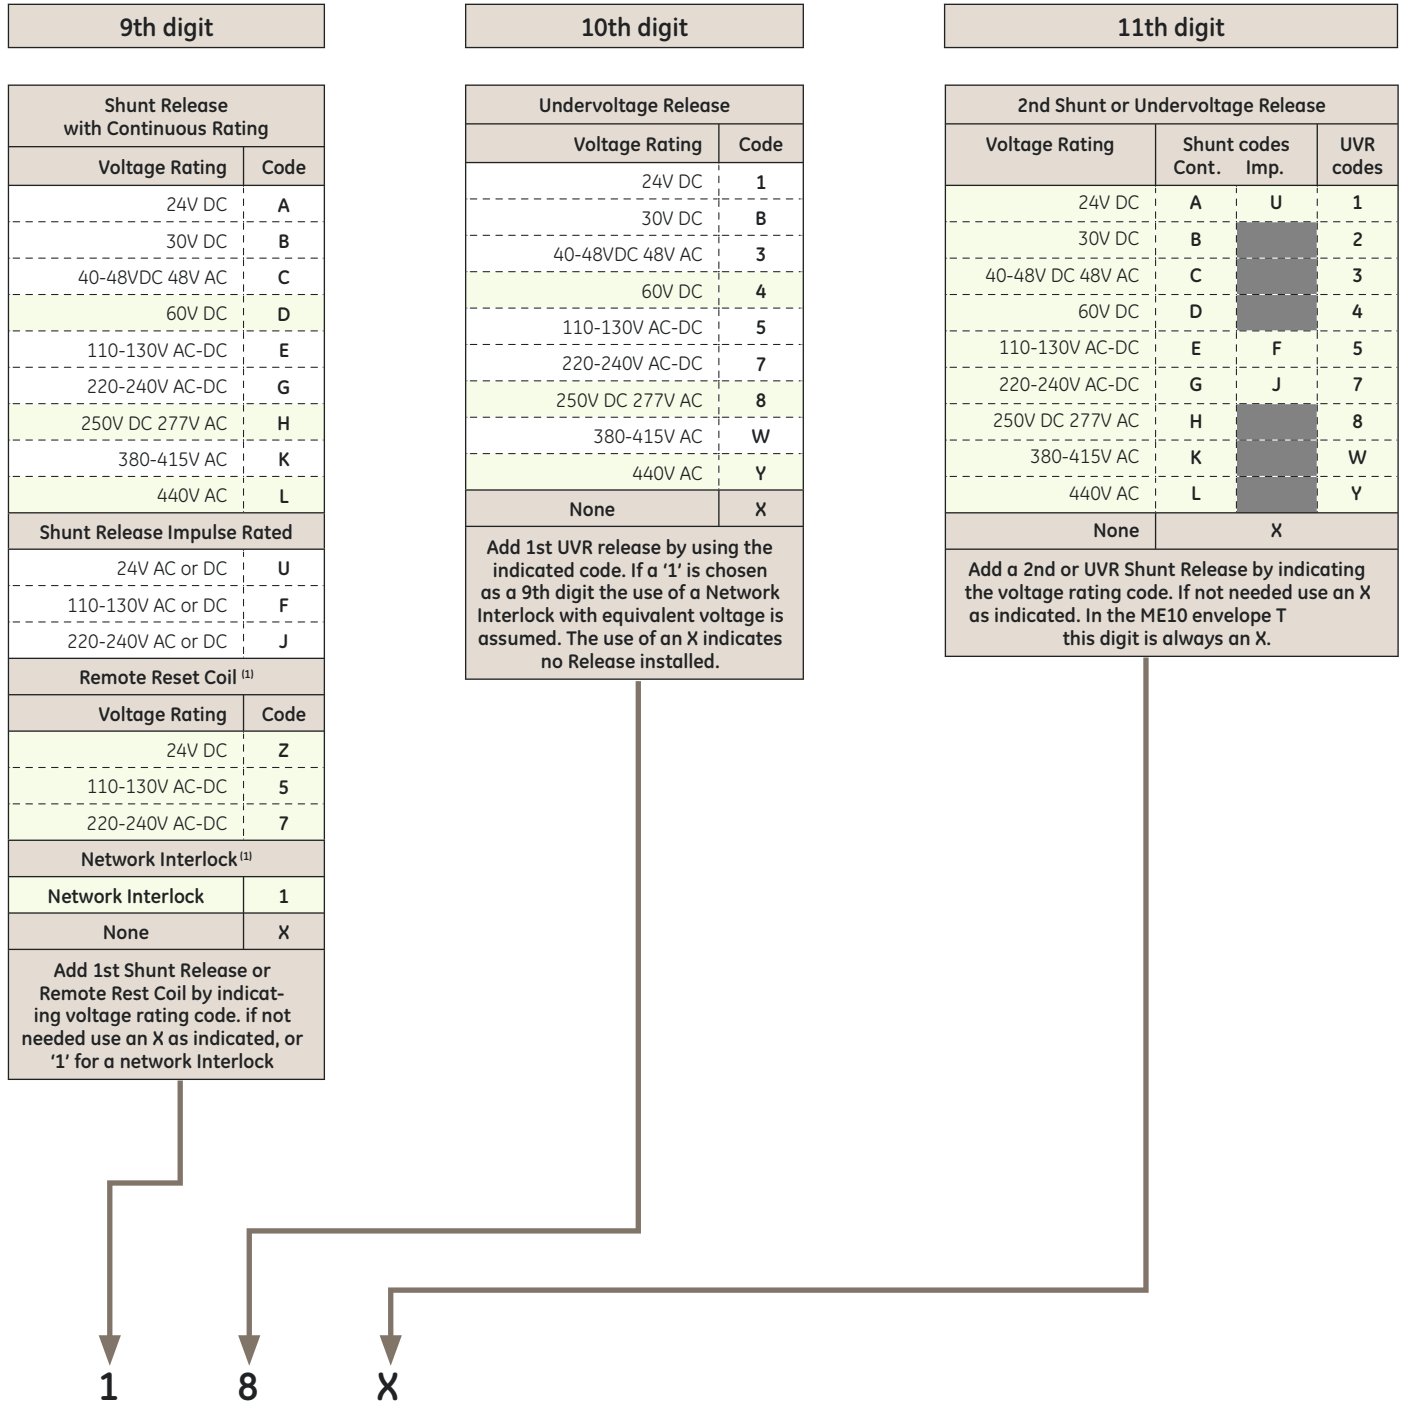 9th digit
Shunt Release
with Continuous Rating
Voltage Rating Code
24V DC A
30V DC B
40-48VDC 48V AC C
60V DC D
110-130V AC-DC E
220-240V AC-DC G
250V DC 277V AC H
380-415V AC K
440V AC L
Shunt Release Impulse Rated
24V AC or DC U
110-130V AC or DC F
220-240V AC or DC J
Remote Reset Coil (1)
Voltage Rating Code
24V DC Z
110-130V AC-DC 5
220-240V AC-DC 7
Network Interlock (1)
Network Interlock 1
None X
Add 1st Shunt Release or
Remote Rest Coil by indicat-
ing voltage rating code. if not
needed use an X as indicated, or
‘1’ for a network Interlock
10th digit
Undervoltage Release
Voltage Rating Code
24V DC 1
30V DC B
40-48VDC 48V AC 3
60V DC 4
110-130V AC-DC 5
220-240V AC-DC 7
250V DC 277V AC 8
380-415V AC W
440V AC Y
None X
Add 1st UVR release by using the
indicated code. If a ‘1’ is chosen
as a 9th digit the use of a Network
Interlock with equivalent voltage is
assumed. The use of an X indicates
no Release installed.
11th digit
2nd Shunt or Undervoltage Release
Voltage Rating Shunt codes UVR
Cont. Imp. codes
24V DC A U 1
30V DC B 2
40-48V DC 48V AC C 3
60V DC D 4
110-130V AC-DC E F 5
220-240V AC-DC G J 7
250V DC 277V AC H 8
380-415V AC K W
440V AC L Y
None X
Add a 2nd or UVR Shunt Release by indicating
the voltage rating code. If not needed use an X
as indicated. In the ME10 envelope T
this digit is always an X.
1 8 X